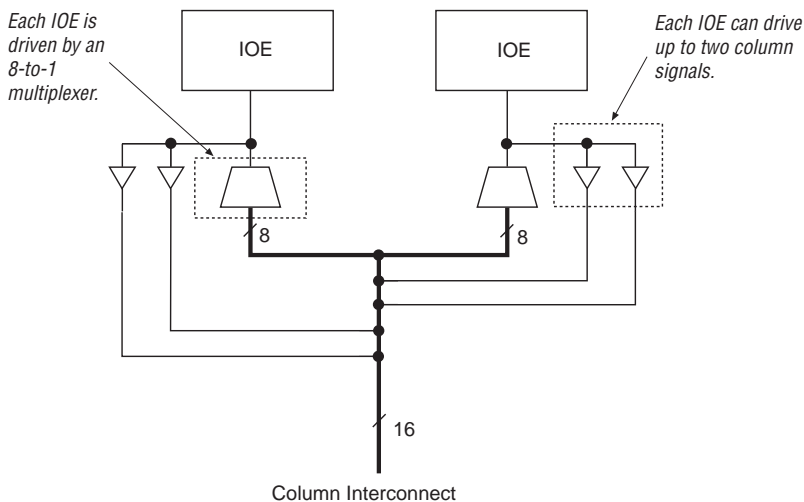 Each IOE is
driven by an
8-to-1
multiplexer.
IOE
IOE
Each IOE can drive
up to two column
signals.
8
8
16
Column Interconnect